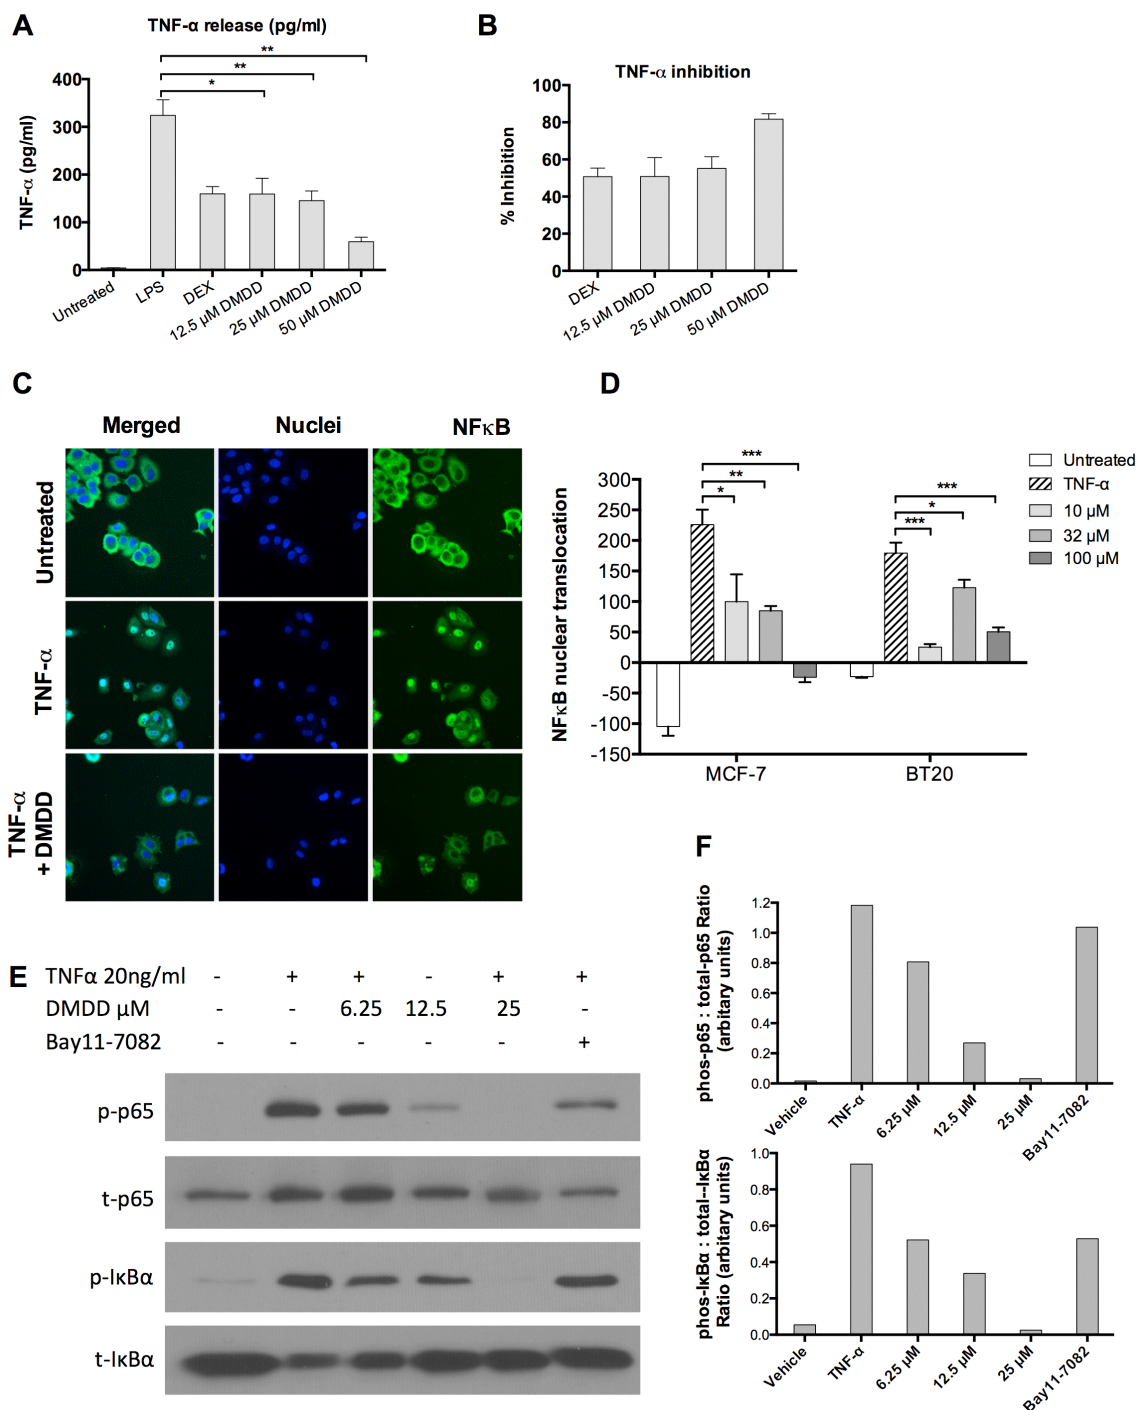 A
TNF-α release (pg/ml)
**
**
*
TNF-α (pg/ml)
400
300
200
100
0
Untreated
LPS
DEX
12.5 µM DMDD
25 µM DMDD
50 µM DMDD
B
TNF-α inhibition
% Inhibition
100
80
60
40
20
0
DEX
12.5 µM DMDD
25 µM DMDD
50 µM DMDD
C
Merged Nuclei NFκB
Untreated
TNF-α
TNF-α
+ DMDD
D
NFκB nuclear translocation
300
250
200
150
100
50
0
-50
-100
-150
***
**
*
***
*
***
MCF-7 BT20
Untreated
TNF-α
10 µM
32 µM
100 µM
E
TNFα 20ng/ml - + + - + +
DMDD µM - - 6.25 12.5 25 -
Bay11-7082 - - - - - +
p-p65
t-p65
p-IκBα
t-IκBα
F
phos-p65 : total-p65 Ratio
(arbitary units)
1.2
1.0
0.8
0.6
0.4
0.2
0.0
Vehicle
TNF-α
6.25 µM
12.5 µM
25 µM
Bay11-7082
phos-IκBα : total--IκBα
Ratio (arbitary units)
1.0
0.8
0.6
0.4
0.2
0.0
Vehicle
TNF-α
6.25 µM
12.5 µM
25 µM
Bay11-7082